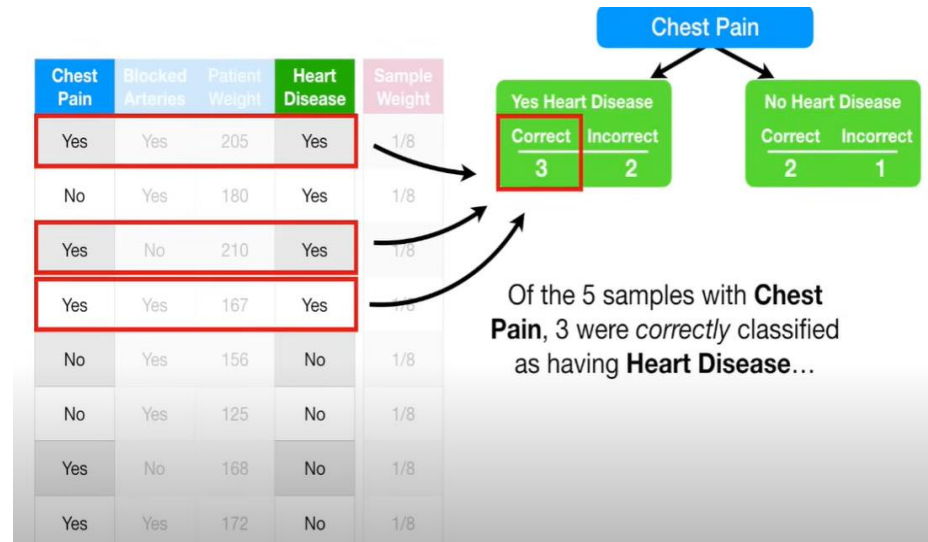 Chest Pain
Chest Pain Blocked Arteries Patient Weight Heart Disease Sample Weight
Yes Yes 205 Yes 1/8
No Yes 180 Yes 1/8
Yes No 210 Yes 1/8
Yes Yes 167 Yes 1/8
No Yes 156 No 1/8
No Yes 125 No 1/8
Yes No 168 No 1/8
Yes Yes 172 No 1/8
Yes Heart Disease
Correct Incorrect
3 2
No Heart Disease
Correct Incorrect
2 1
Of the 5 samples with Chest
Pain, 3 were correctly classified
as having Heart Disease…